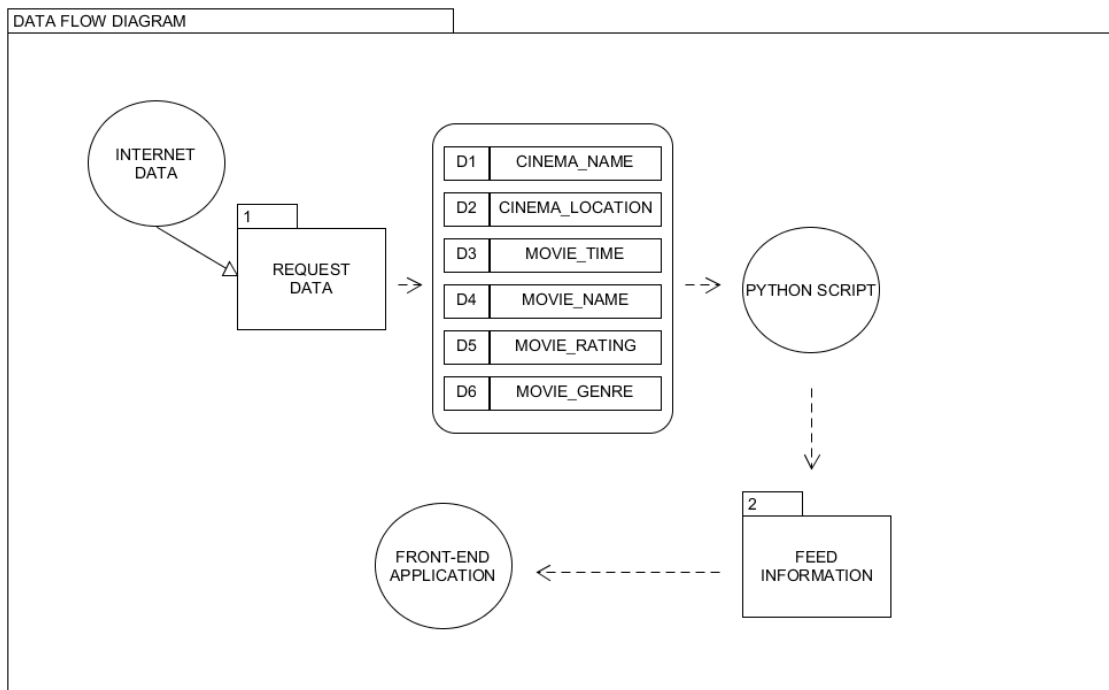 DATA FLOW DIAGRAM
INTERNET
DATA
1
REQUEST
DATA
D1 CINEMA_NAME
D2 CINEMA_LOCATION
D3 MOVIE_TIME
D4 MOVIE_NAME
D5 MOVIE_RATING
D6 MOVIE_GENRE
PYTHON SCRIPT
2
FEED
INFORMATION
FRONT-END
APPLICATION